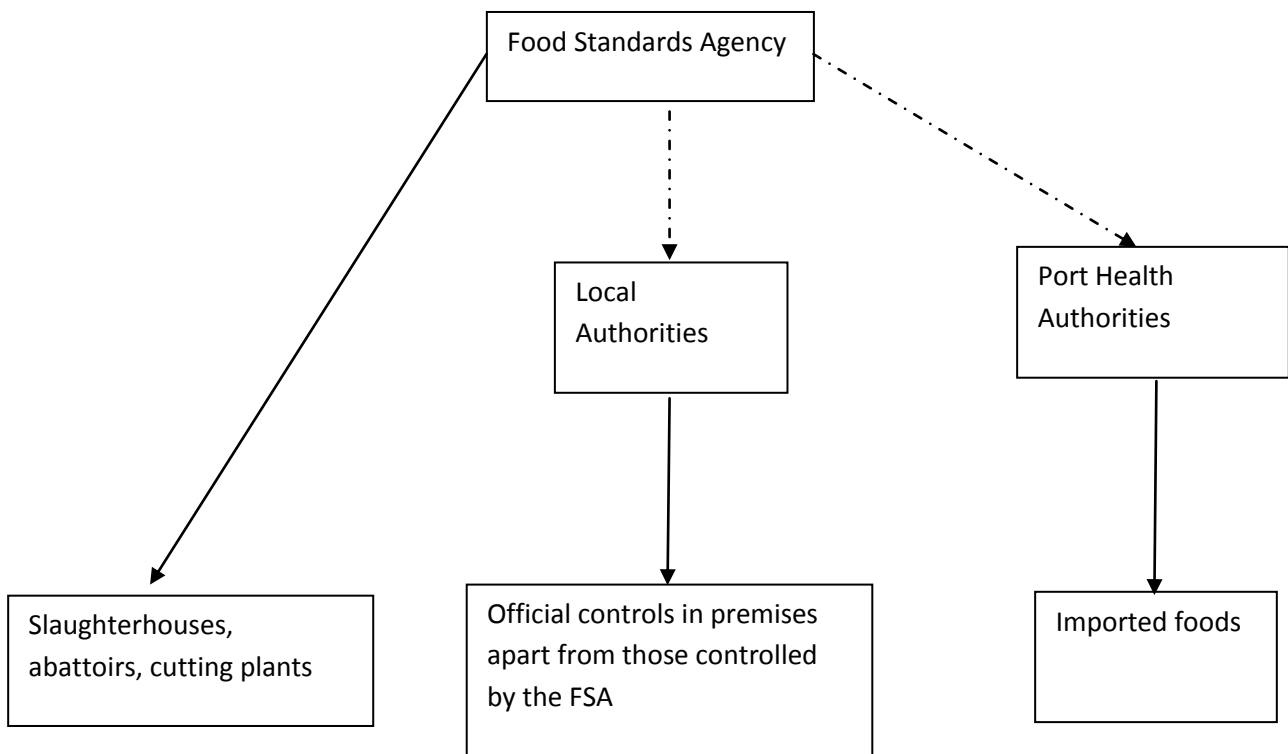 Food Standards Agency
Local
Authorities
Port Health
Authorities
Slaughterhouses,
abattoirs, cutting plants
Official controls in premises
apart from those controlled
by the FSA
Imported foods